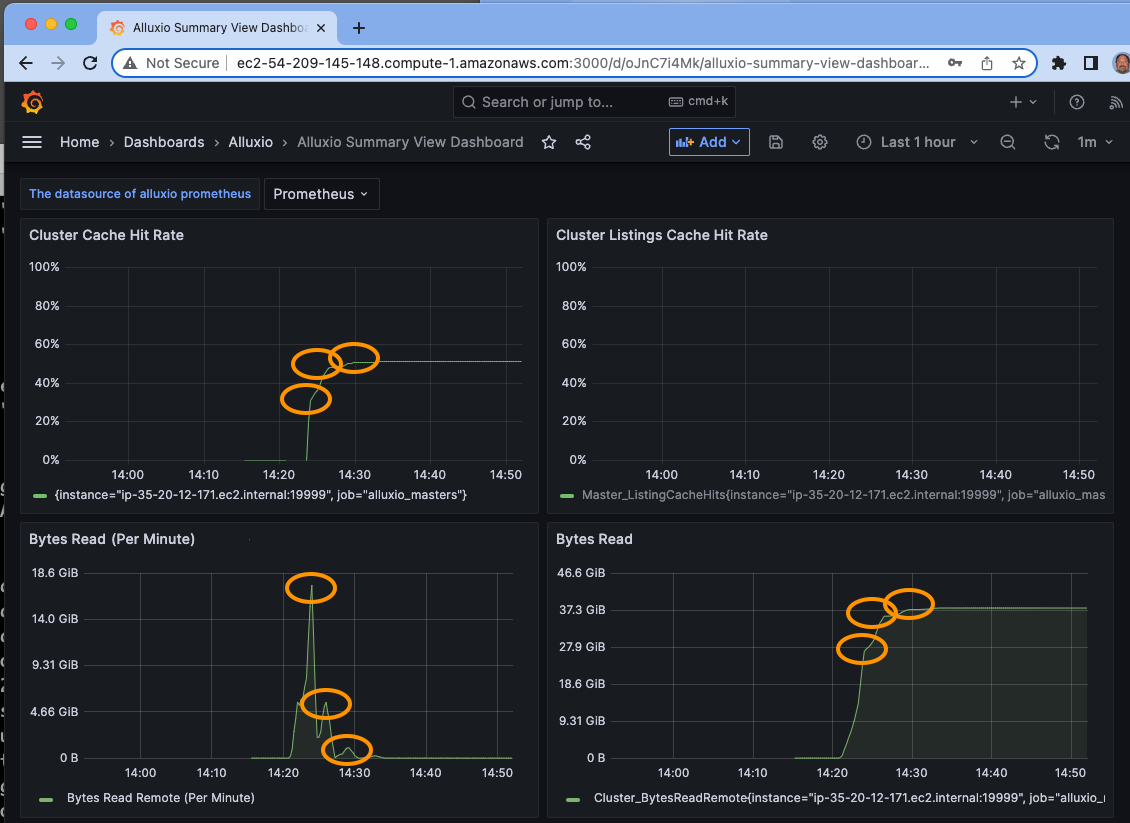 Alluxio Summary View Dashbo
Not Secure | ec2-54-209-145-148.compute-1.amazonaws.com:3000/d/oJnC7i4Mk/alluxio-summary-view-dashboar...
Search or jump to... cmd+k
Home > Dashboards > Alluxio > Alluxio Summary View Dashboard Add Last 1 hour 1m
The datasource of alluxio prometheus Prometheus
Cluster Cache Hit Rate
100%
80%
60%
40%
20%
0%
14:00 14:10 14:20 14:30 14:40 14:50
{instance="ip-35-20-12-171.ec2.internal:19999", job="alluxio_masters"}
Cluster Listings Cache Hit Rate
100%
80%
60%
40%
20%
0%
14:00 14:10 14:20 14:30 14:40 14:50
Master_ListingCacheHits{instance="ip-35-20-12-171.ec2.internal:19999", job="alluxio_mas
Bytes Read (Per Minute)
18.6 GiB
14.0 GiB
9.31 GiB
4.66 GiB
0 B
14:00 14:10 14:20 14:30 14:40 14:50
Bytes Read Remote (Per Minute)
Bytes Read
46.6 GiB
37.3 GiB
27.9 GiB
18.6 GiB
9.31 GiB
0 B
14:00 14:10 14:20 14:30 14:40 14:50
Cluster_BytesReadRemote{instance="ip-35-20-12-171.ec2.internal:19999", job="alluxio_